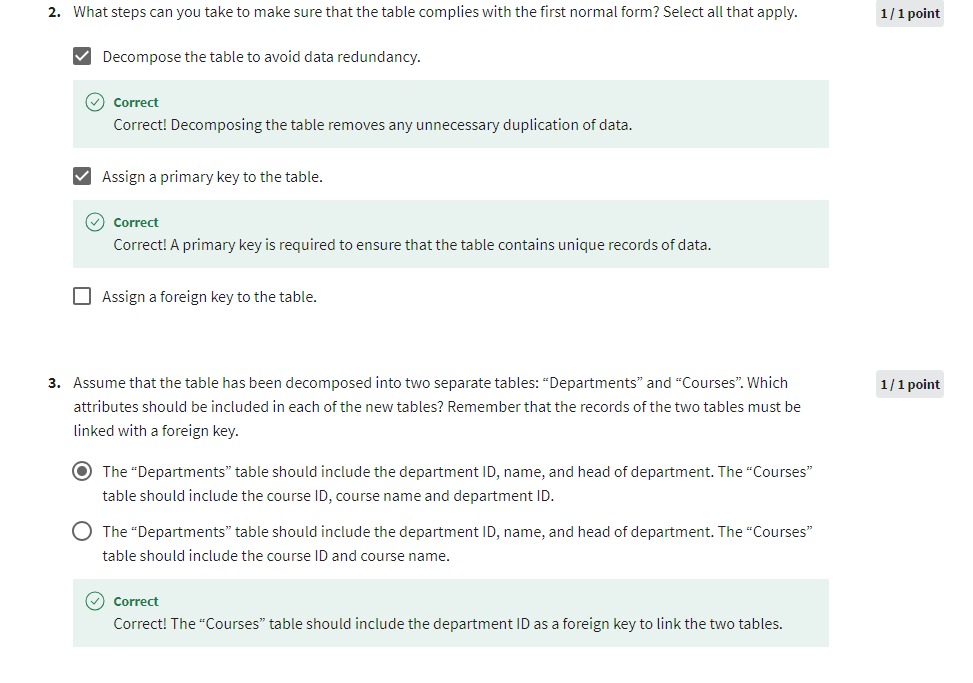 2. What steps can you take to make sure that the table complies with the first normal form? Select all that apply.
1 / 1 point
Decompose the table to avoid data redundancy.
Correct
Correct! Decomposing the table removes any unnecessary duplication of data.
Assign a primary key to the table.
Correct
Correct! A primary key is required to ensure that the table contains unique records of data.
Assign a foreign key to the table.
3. Assume that the table has been decomposed into two separate tables: “Departments” and “Courses”. Which
1 / 1 point
attributes should be included in each of the new tables? Remember that the records of the two tables must be
linked with a foreign key.
The “Departments” table should include the department ID, name, and head of department. The “Courses”
table should include the course ID, course name and department ID.
The “Departments” table should include the department ID, name, and head of department. The “Courses”
table should include the course ID and course name.
Correct
Correct! The “Courses” table should include the department ID as a foreign key to link the two tables.